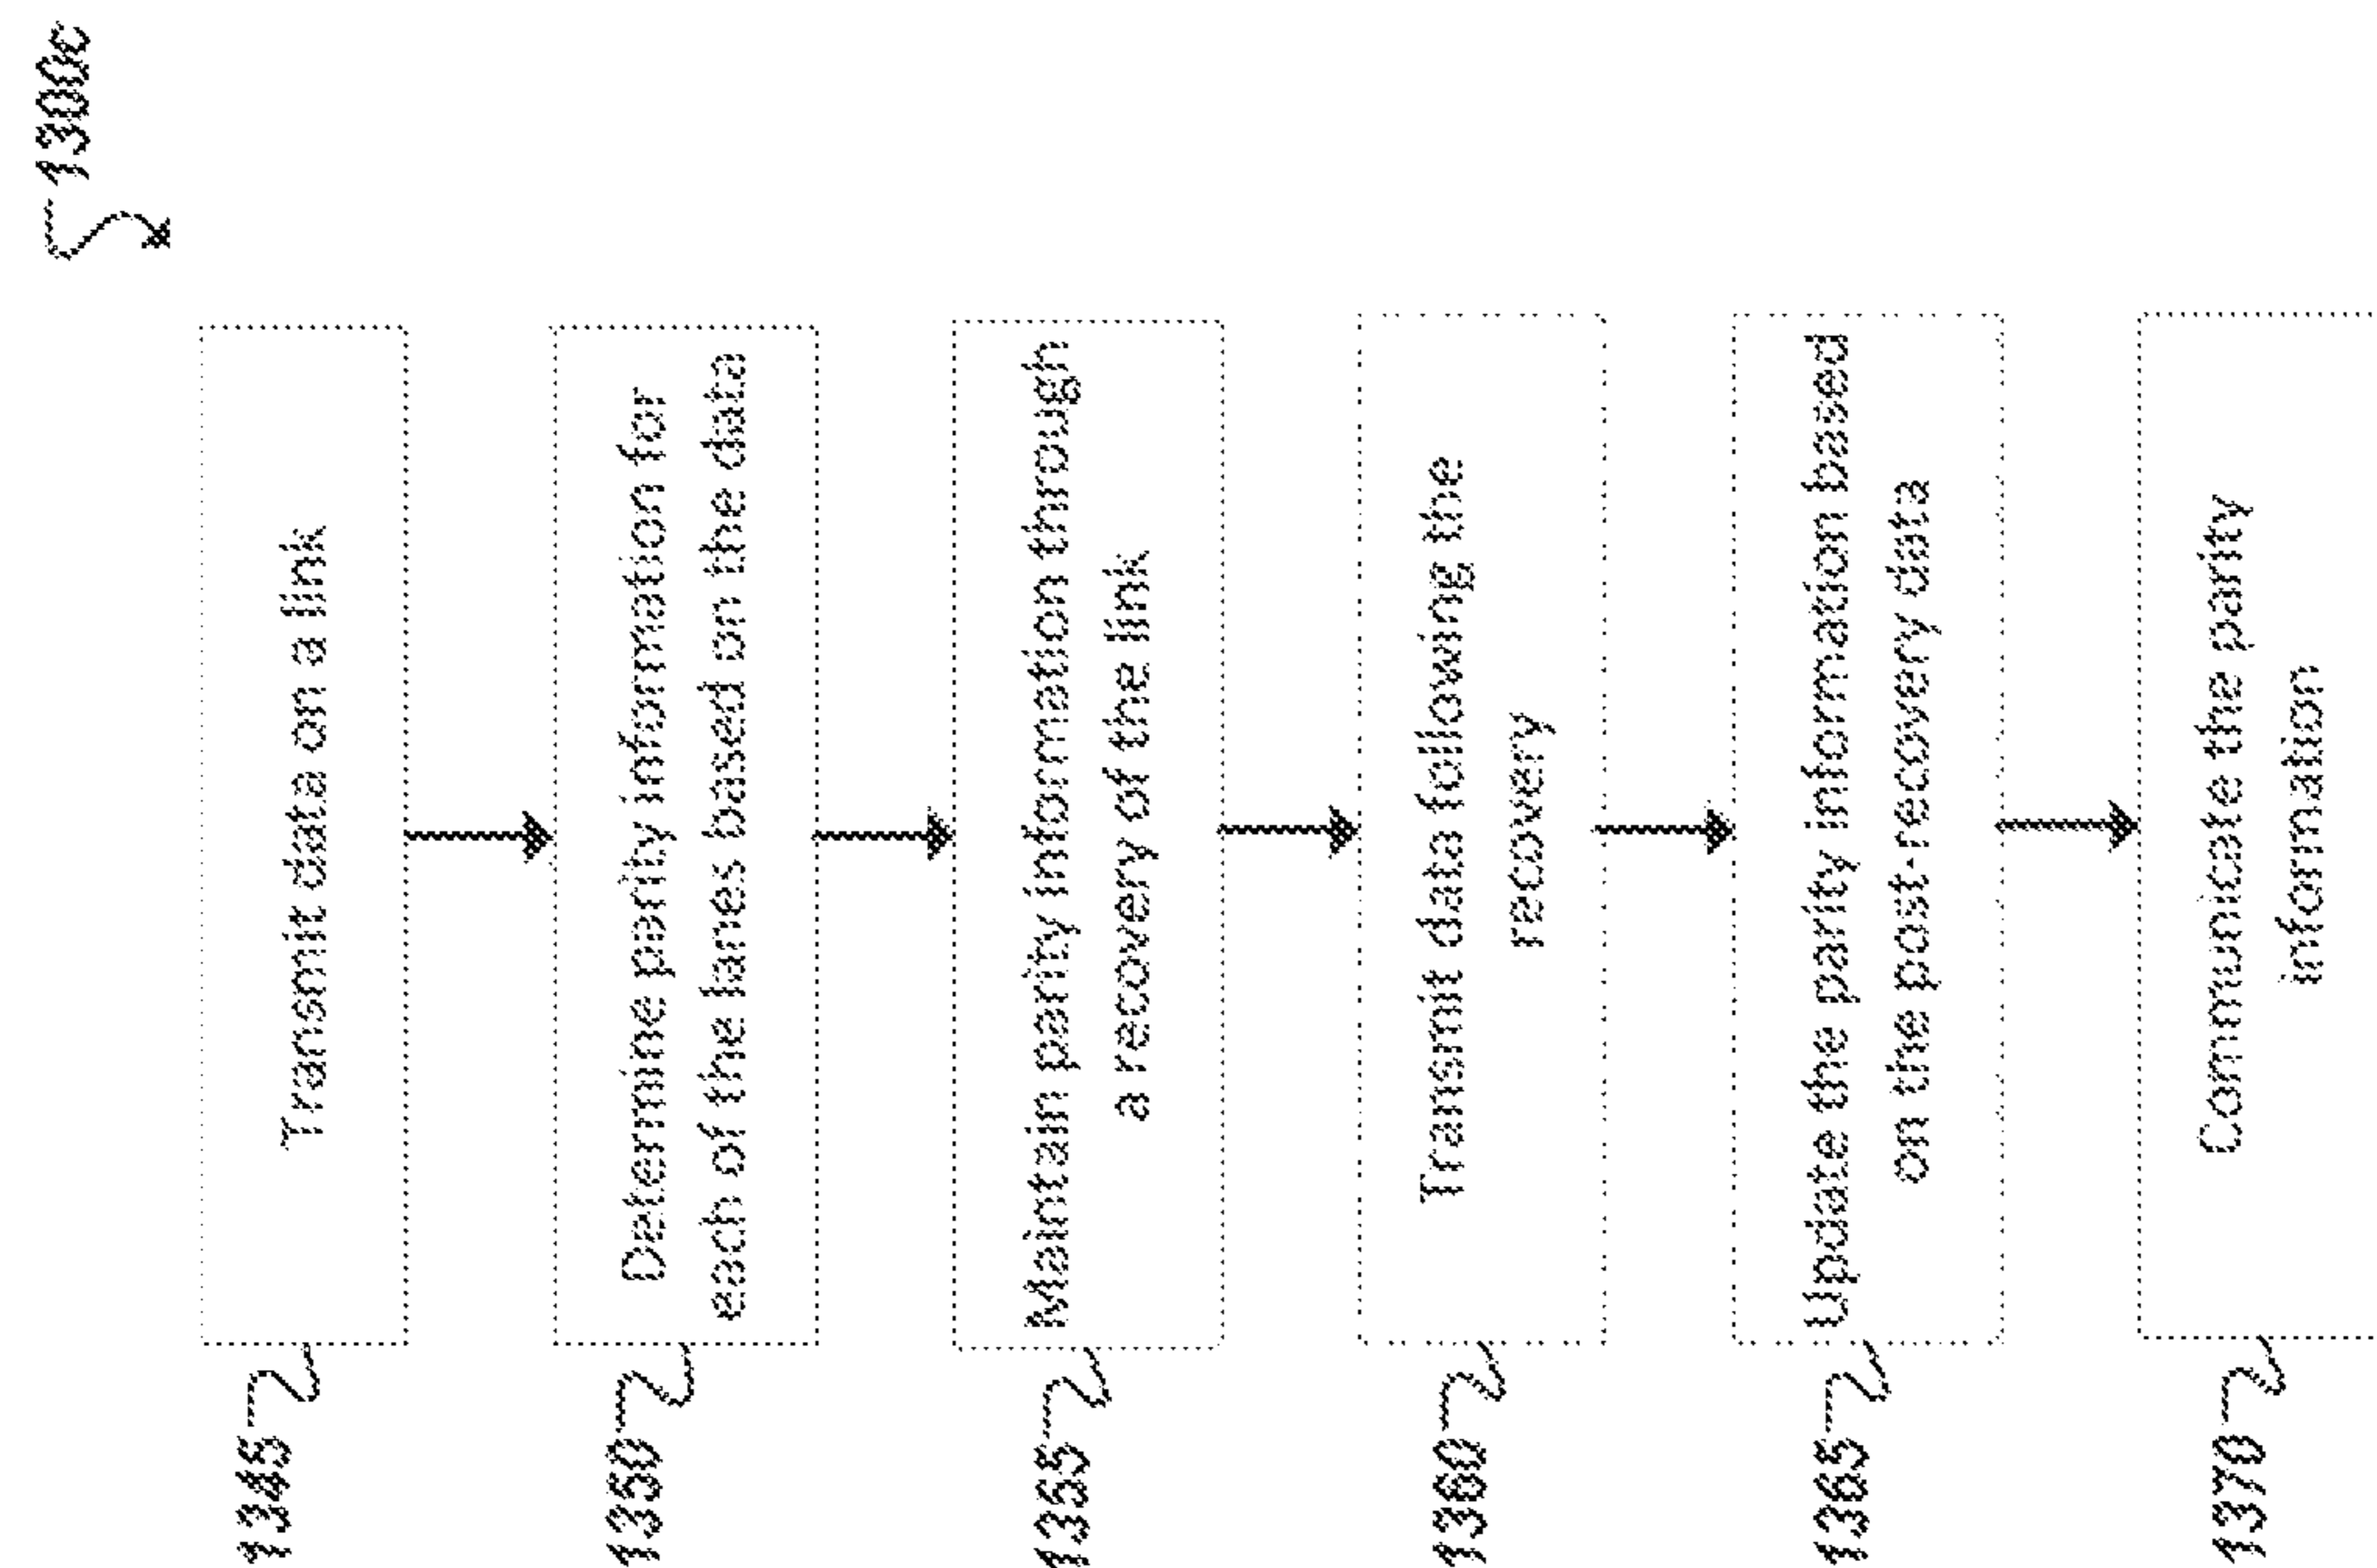 1300c
1345
Transmit data on a link
1350
Determine parity information for
each of the lanes based on the data
1355
Maintain parity information through
a recovery of the link
1360
Transmit data following the
recovery
1365
Update the parity information based
on the post-recovery data
1370
Communicate the parity
information